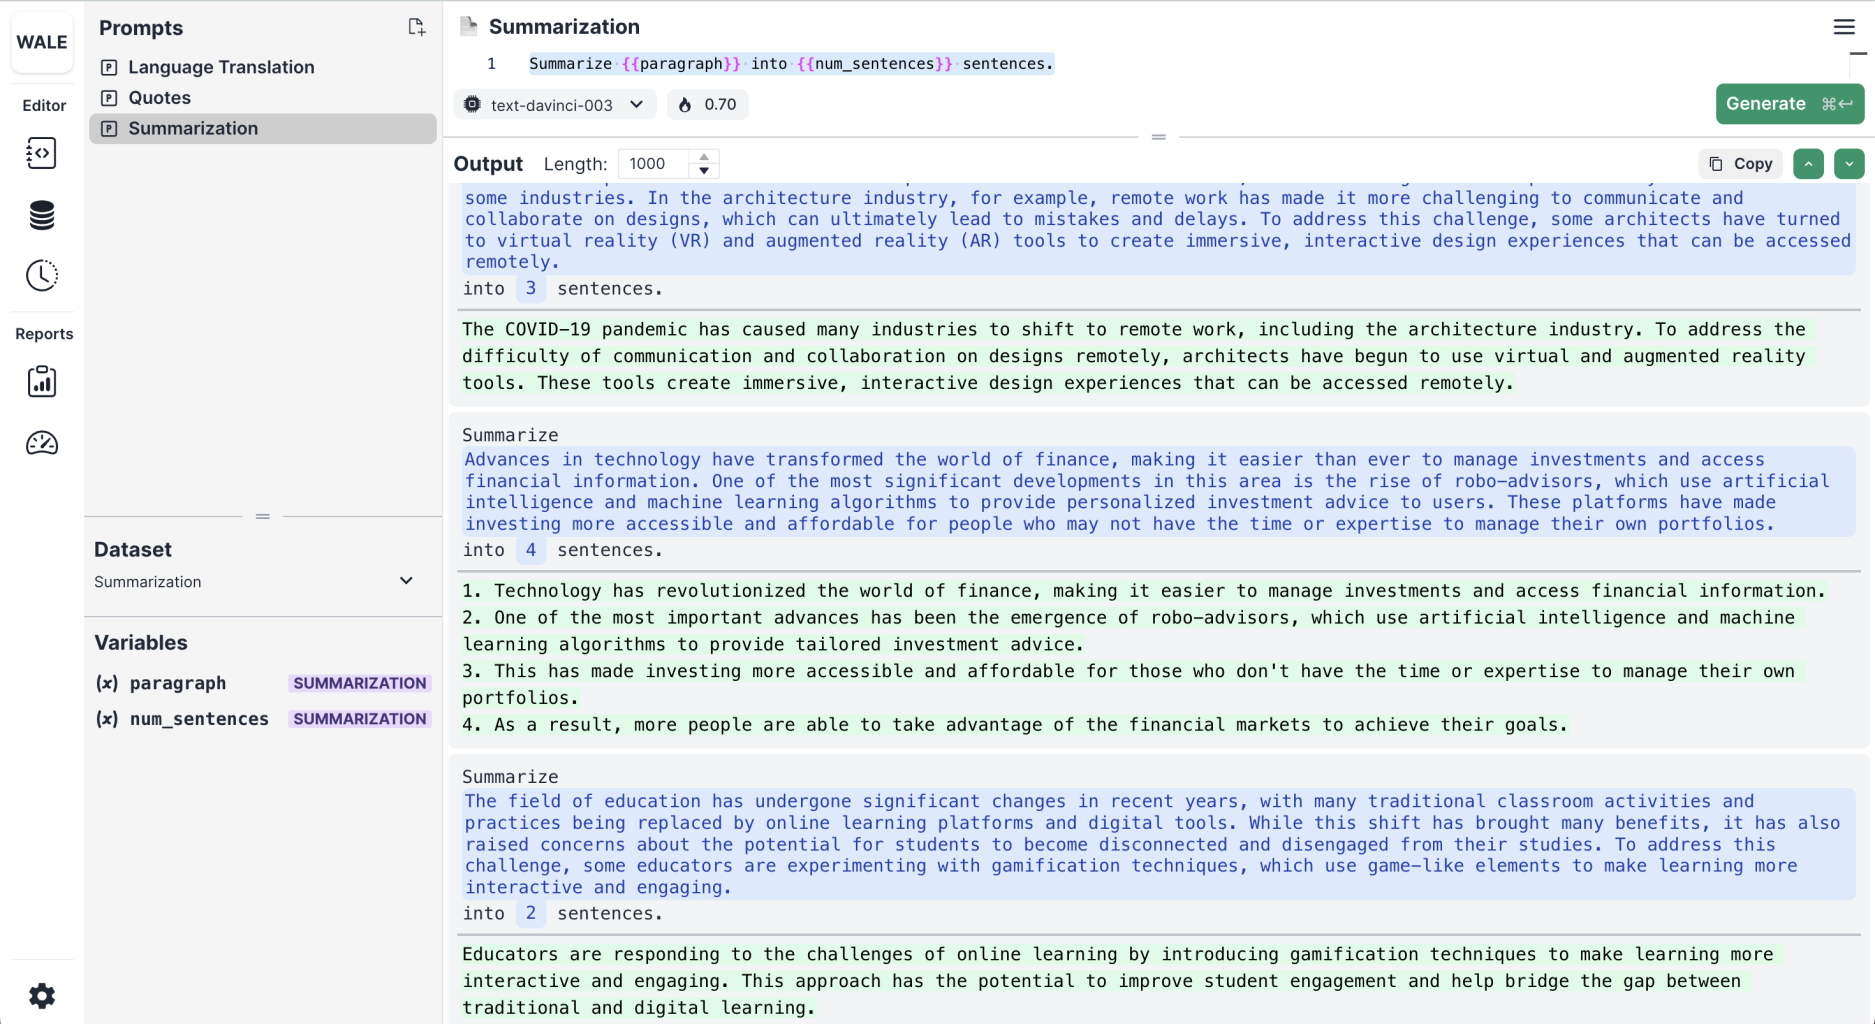 WALE
Editor
Reports
Prompts
Language Translation
Quotes
Summarization
Dataset
Summarization
Variables
(x) paragraph SUMMARIZATION
(x) num_sentences SUMMARIZATION
Summarization
1 Summarize {{paragraph}} into {{num_sentences}} sentences.
text-davinci-003 0.70
Generate ⌘↩
Output Length: 1000
Copy
some industries. In the architecture industry, for example, remote work has made it more challenging to communicate and
collaborate on designs, which can ultimately lead to mistakes and delays. To address this challenge, some architects have turned
to virtual reality (VR) and augmented reality (AR) tools to create immersive, interactive design experiences that can be accessed
remotely.
into 3 sentences.
The COVID-19 pandemic has caused many industries to shift to remote work, including the architecture industry. To address the
difficulty of communication and collaboration on designs remotely, architects have begun to use virtual and augmented reality
tools. These tools create immersive, interactive design experiences that can be accessed remotely.
Summarize
Advances in technology have transformed the world of finance, making it easier than ever to manage investments and access
financial information. One of the most significant developments in this area is the rise of robo-advisors, which use artificial
intelligence and machine learning algorithms to provide personalized investment advice to users. These platforms have made
investing more accessible and affordable for people who may not have the time or expertise to manage their own portfolios.
into 4 sentences.
1. Technology has revolutionized the world of finance, making it easier to manage investments and access financial information.
2. One of the most important advances has been the emergence of robo-advisors, which use artificial intelligence and machine
learning algorithms to provide tailored investment advice.
3. This has made investing more accessible and affordable for those who don't have the time or expertise to manage their own
portfolios.
4. As a result, more people are able to take advantage of the financial markets to achieve their goals.
Summarize
The field of education has undergone significant changes in recent years, with many traditional classroom activities and
practices being replaced by online learning platforms and digital tools. While this shift has brought many benefits, it has also
raised concerns about the potential for students to become disconnected and disengaged from their studies. To address this
challenge, some educators are experimenting with gamification techniques, which use game-like elements to make learning more
interactive and engaging.
into 2 sentences.
Educators are responding to the challenges of online learning by introducing gamification techniques to make learning more
interactive and engaging. This approach has the potential to improve student engagement and help bridge the gap between
traditional and digital learning.